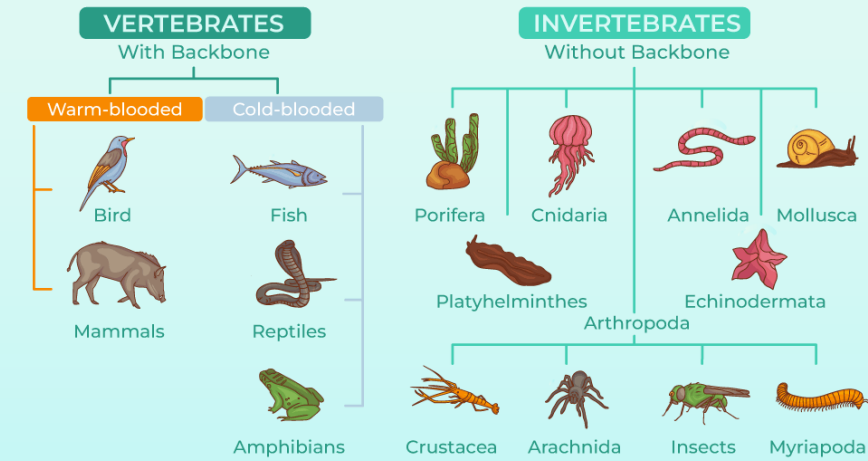 VERTEBRATES
With Backbone
Warm-blooded
Cold-blooded
Bird
Fish
Mammals
Reptiles
Amphibians
INVERTEBRATES
Without Backbone
Porifera
Cnidaria
Annelida
Mollusca
Platyhelminthes
Echinodermata
Arthropoda
Crustacea
Arachnida
Insects
Myriapoda